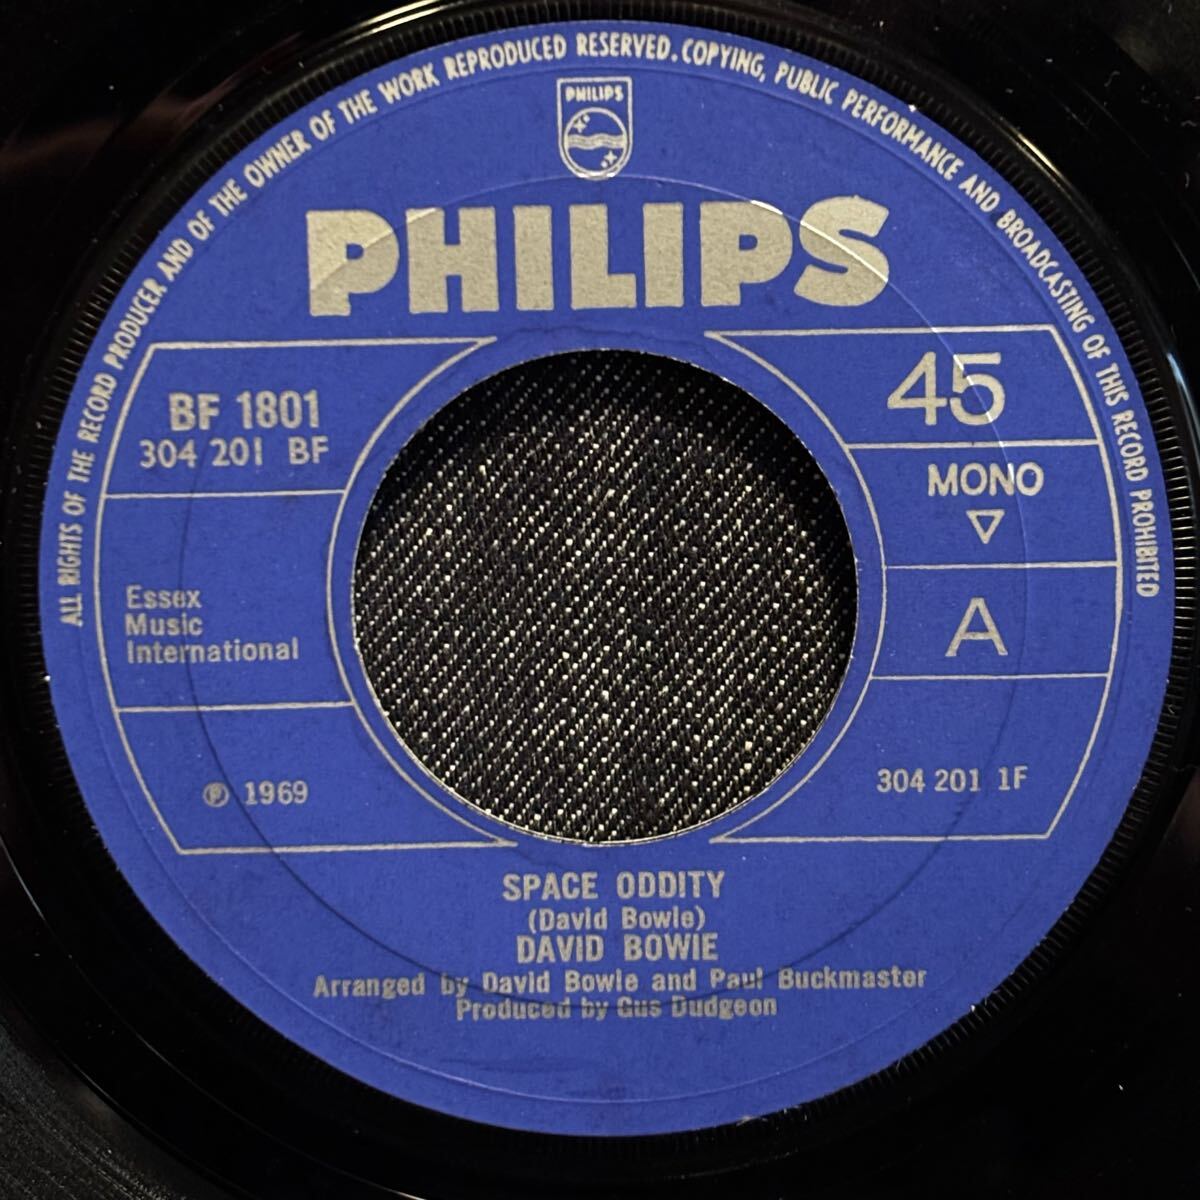 ALL RIGHTS OF THE RECORD PRODUCER AND OF THE OWNER OF THE WORK REPRODUCED RESERVED. COPYING, PUBLIC PERFORMANCE AND BROADCASTING OF THIS RECORD PROHIBITED
PHILIPS
PHILIPS
BF 1801
304 201 BF
45
MONO
A
Essex
Music
International
℗ 1969
304 201 1F
SPACE ODDITY
(David Bowie)
DAVID BOWIE
Arranged by David Bowie and Paul Buckmaster
Produced by Gus Dudgeon